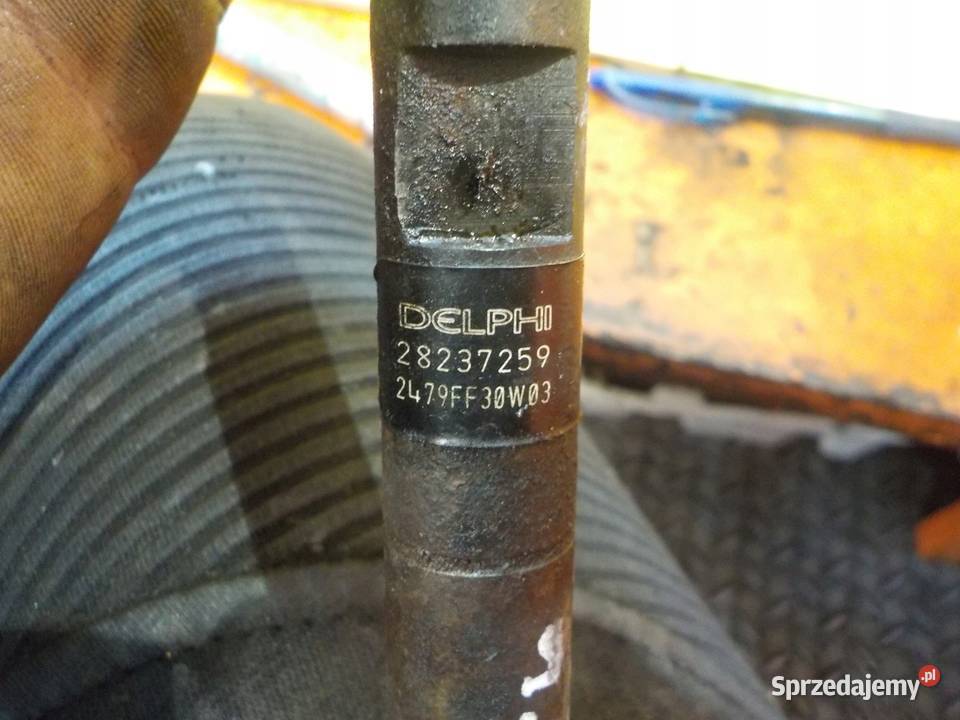 DELPHI
28237259
2479FF30W03
Sprzedajemy.pl